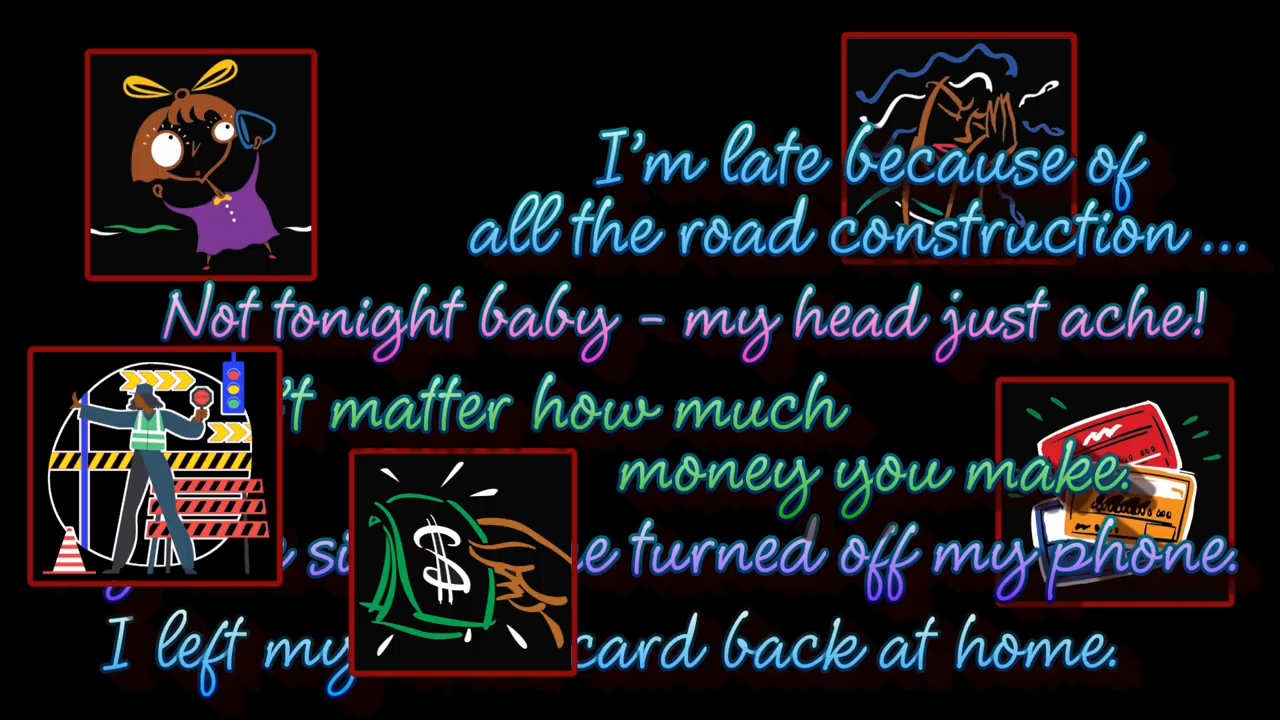 I'm late because of
all the road construction ...
Not tonight baby - my head just ache!
't matter how much
money you make.
turned off my phone.
I left my card back at home.
$